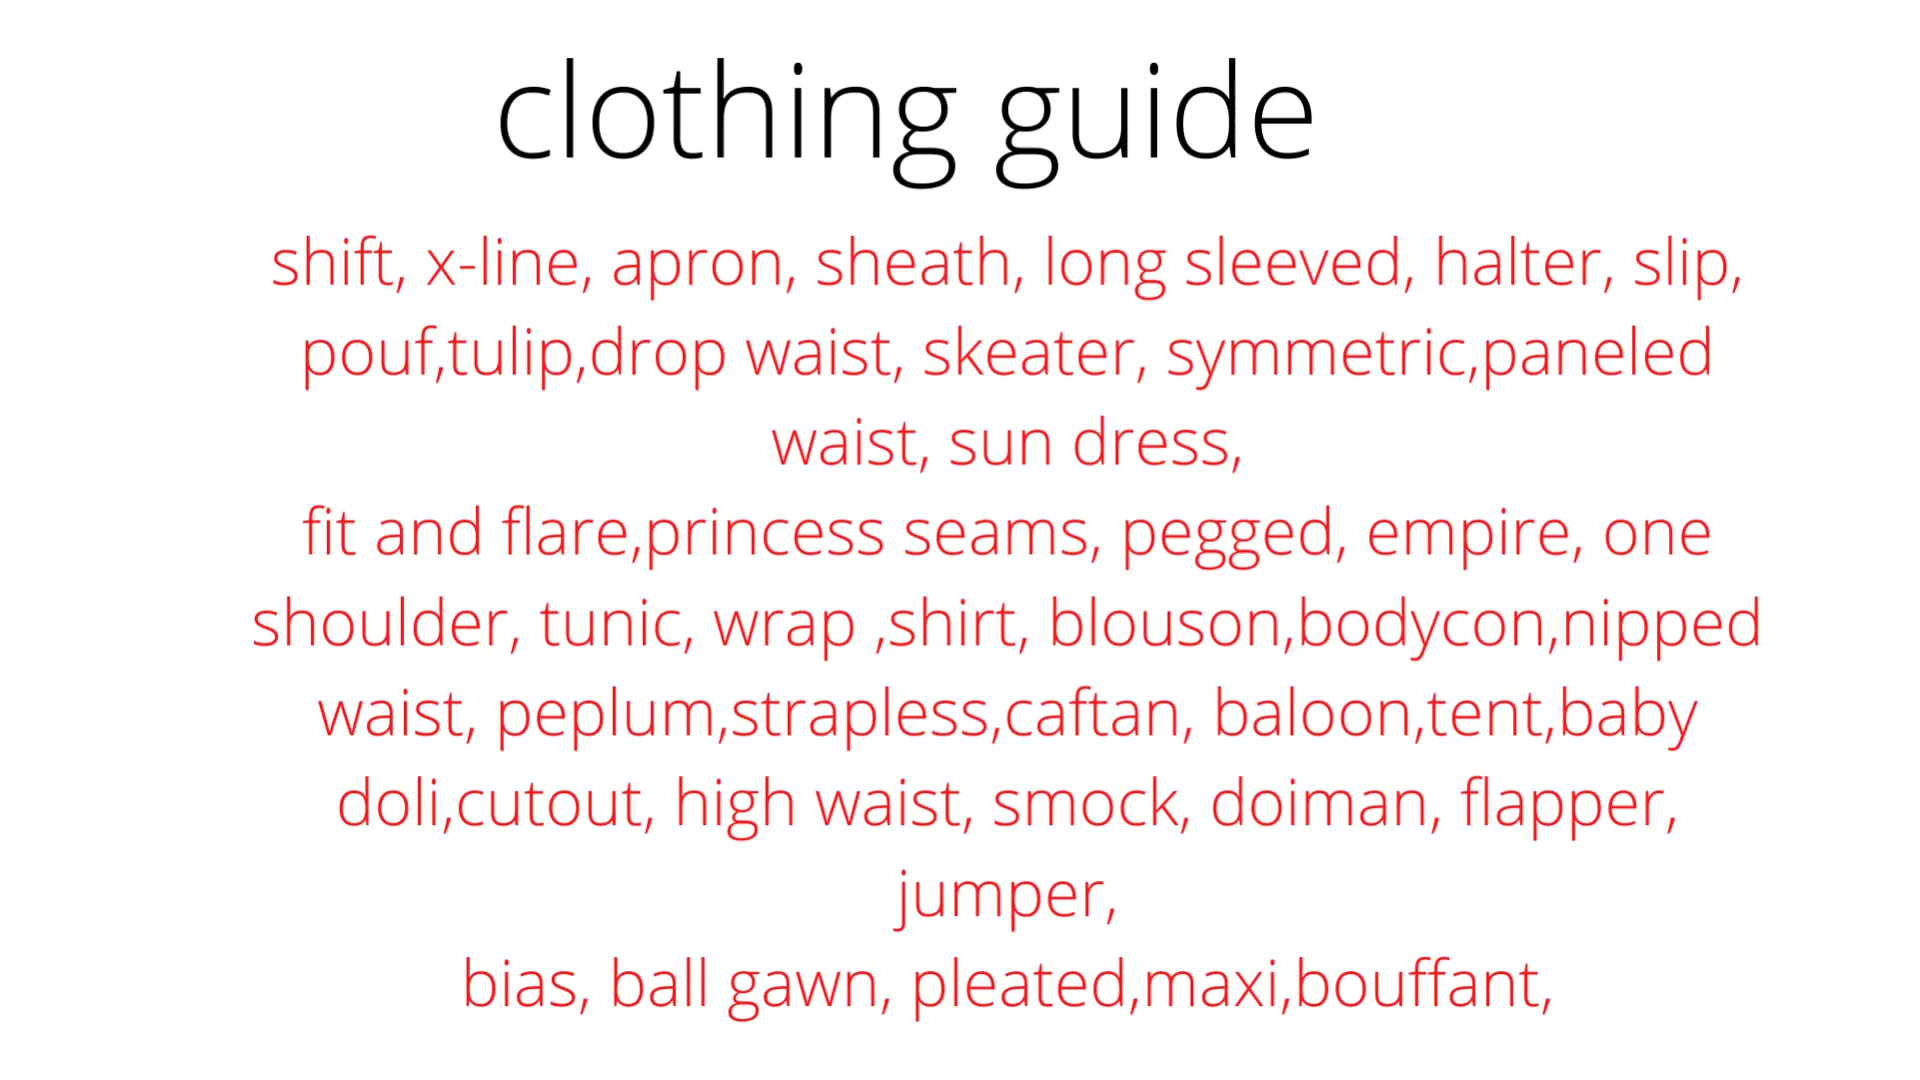 clothing guide
shift, x-line, apron, sheath, long sleeved, halter, slip,
pouf,tulip,drop waist, skeater, symmetric,paneled
waist, sun dress,
fit and flare,princess seams, pegged, empire, one
shoulder, tunic, wrap ,shirt, blouson,bodycon,nipped
waist, peplum,strapless,caftan, baloon,tent,baby
doli,cutout, high waist, smock, doiman, flapper,
jumper,
bias, ball gawn, pleated,maxi,bouffant,